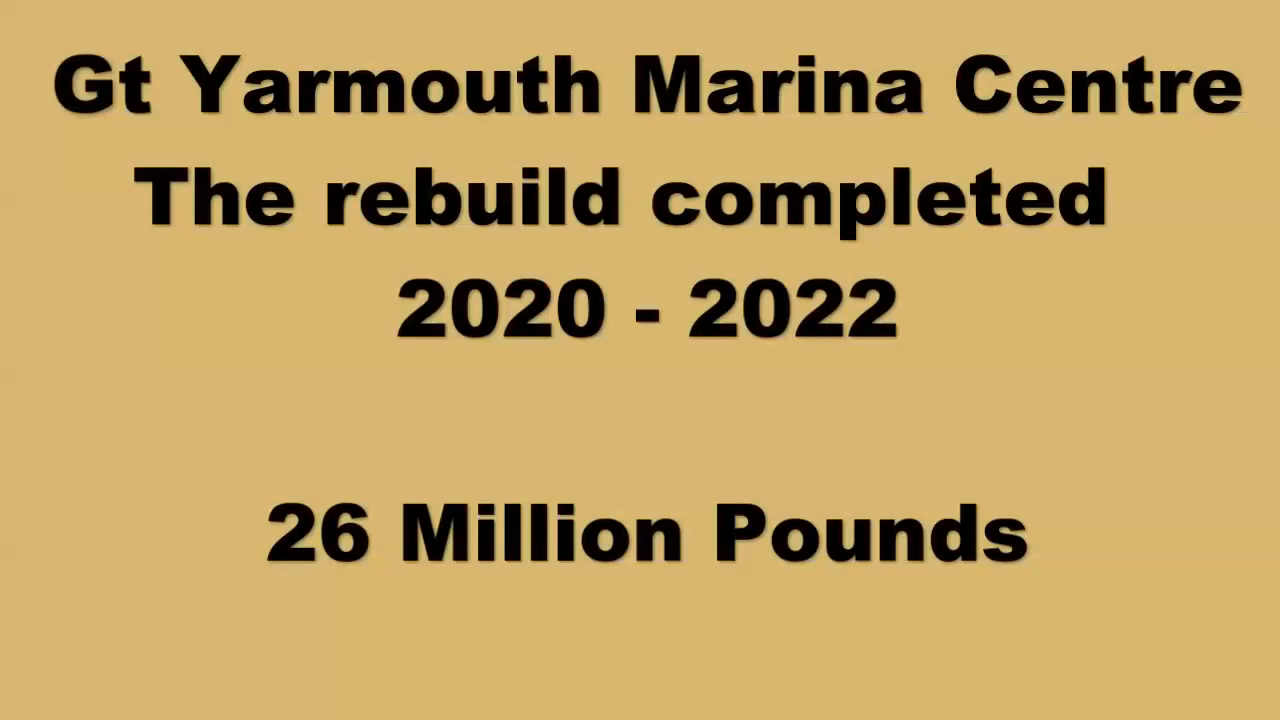 Gt Yarmouth Marina Centre
The rebuild completed
2020 - 2022
26 Million Pounds